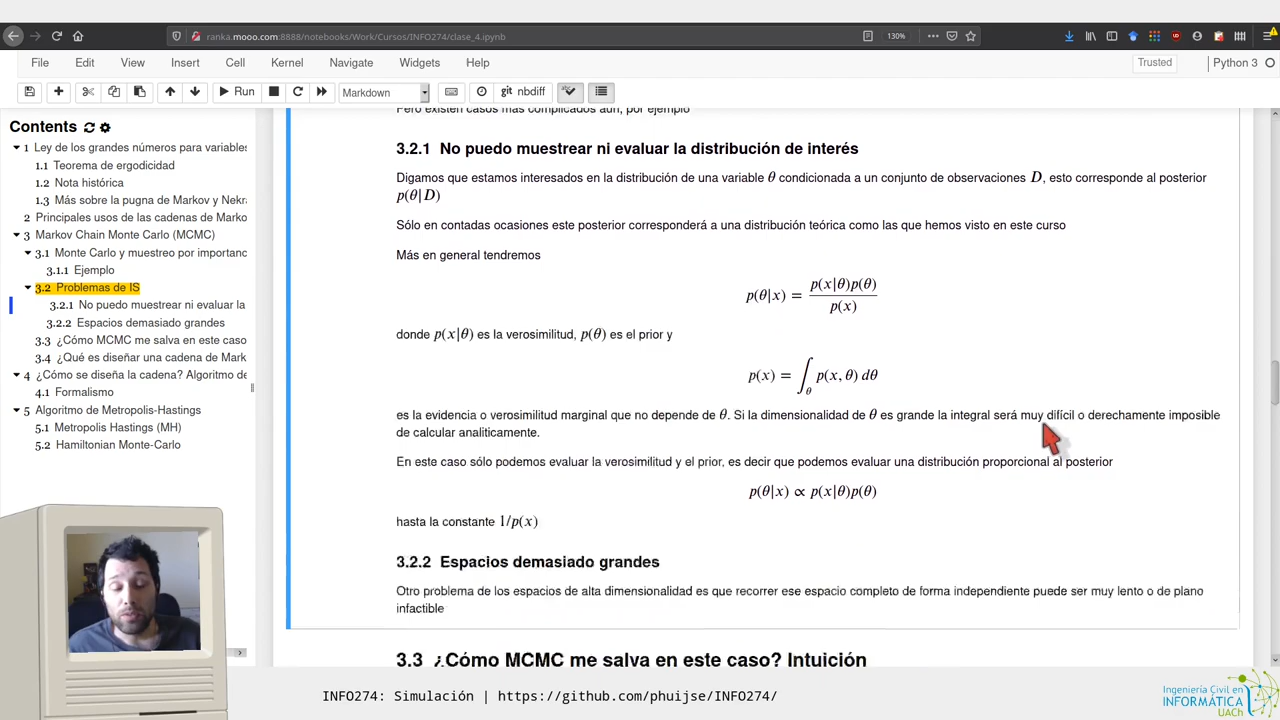 ranka.mooo.com:8888/notebooks/Work/Cursos/INFO274/clase_4.ipynb
130%
File Edit View Insert Cell Kernel Navigate Widgets Help
Trusted
Python 3
Run
Markdown
git nbdiff
Contents
1 Ley de los grandes números para variables
1.1 Teorema de ergodicidad
1.2 Nota histórica
1.3 Más sobre la pugna de Markov y Nekra
2 Principales usos de las cadenas de Marko
3 Markov Chain Monte Carlo (MCMC)
3.1 Monte Carlo y muestreo por importanc
3.1.1 Ejemplo
3.2 Problemas de IS
3.2.1 No puedo muestrear ni evaluar la
3.2.2 Espacios demasiado grandes
3.3 ¿Cómo MCMC me salva en este caso
3.4 ¿Qué es diseñar una cadena de Mark
4 ¿Cómo se diseña la cadena? Algoritmo de
4.1 Formalismo
5 Algoritmo de Metropolis-Hastings
5.1 Metropolis Hastings (MH)
5.2 Hamiltonian Monte-Carlo
Pero existen casos más complicados aún, por ejemplo
3.2.1 No puedo muestrear ni evaluar la distribución de interés
Digamos que estamos interesados en la distribución de una variable θ condicionada a un conjunto de observaciones D, esto corresponde al posterior
p(θ|D)
Sólo en contadas ocasiones este posterior corresponderá a una distribución teórica como las que hemos visto en este curso
Más en general tendremos
p(θ|x) = p(x|θ)p(θ) / p(x)
donde p(x|θ) es la verosimilitud, p(θ) es el prior y
p(x) = ∫_θ p(x, θ) dθ
es la evidencia o verosimilitud marginal que no depende de θ. Si la dimensionalidad de θ es grande la integral será muy difícil o derechamente imposible
de calcular analiticamente.
En este caso sólo podemos evaluar la verosimilitud y el prior, es decir que podemos evaluar una distribución proporcional al posterior
p(θ|x) ∝ p(x|θ)p(θ)
hasta la constante 1/p(x)
3.2.2 Espacios demasiado grandes
Otro problema de los espacios de alta dimensionalidad es que recorrer ese espacio completo de forma independiente puede ser muy lento o de plano
infactible
3.3 ¿Cómo MCMC me salva en este caso? Intuición
INFO274: Simulación | https://github.com/phuijse/INFO274/
Ingeniería Civil en
INFORMÁTICA
UACh